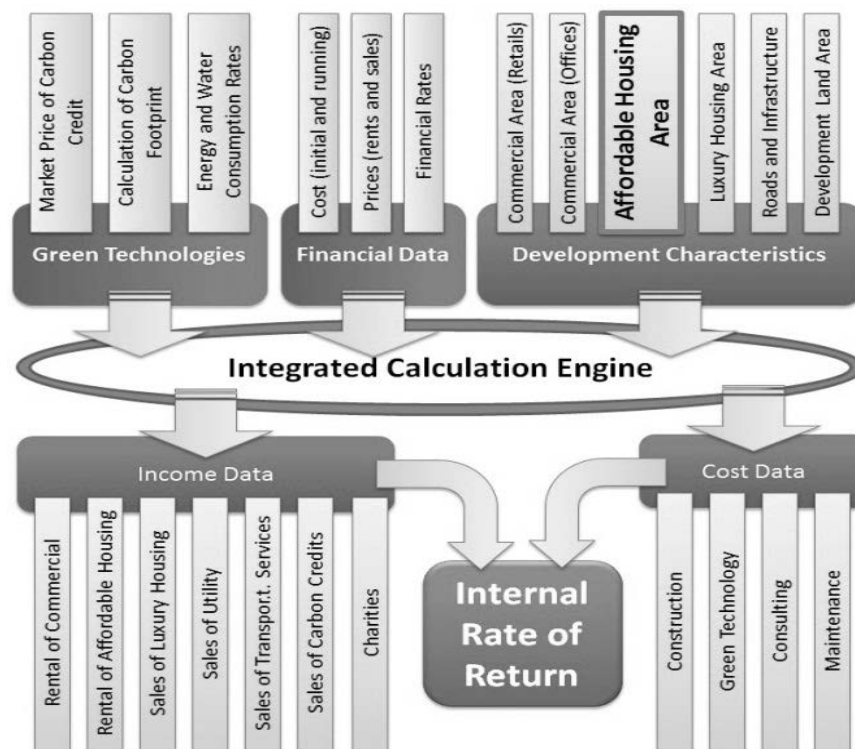 Market Price of Carbon
Credit
Calculation of Carbon
Footprint
Energy and Water
Consumption Rates
Cost (initial and running)
Prices (rents and sales)
Financial Rates
Commercial Area (Retails)
Commercial Area (Offices)
Affordable Housing
Area
Luxury Housing Area
Roads and Infrastructure
Development Land Area
Green Technologies
Financial Data
Development Characteristics
Integrated Calculation Engine
Income Data
Cost Data
Rental of Commercial
Rental of Affordable Housing
Sales of Luxury Housing
Sales of Utility
Sales of Transpor.t. Services
Sales of Carbon Credits
Charities
Internal
Rate of
Return
Construction
Green Technology
Consulting
Maintenance